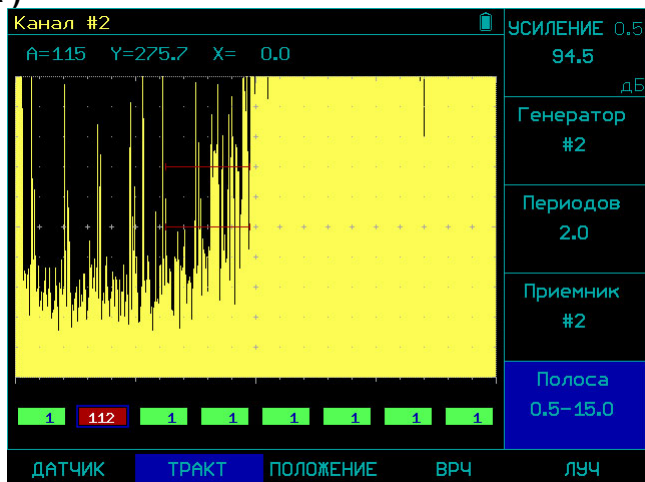 Канал #2
A=115 Y=275.7 X= 0.0
УСИЛЕНИЕ 0.5
94.5
дБ
Генератор
#2
Периодов
2.0
Приемник
#2
Полоса
0.5-15.0
1 112 1 1 1 1 1 1
ДАТЧИК ТРАКТ ПОЛОЖЕНИЕ ВРЧ ЛУЧ